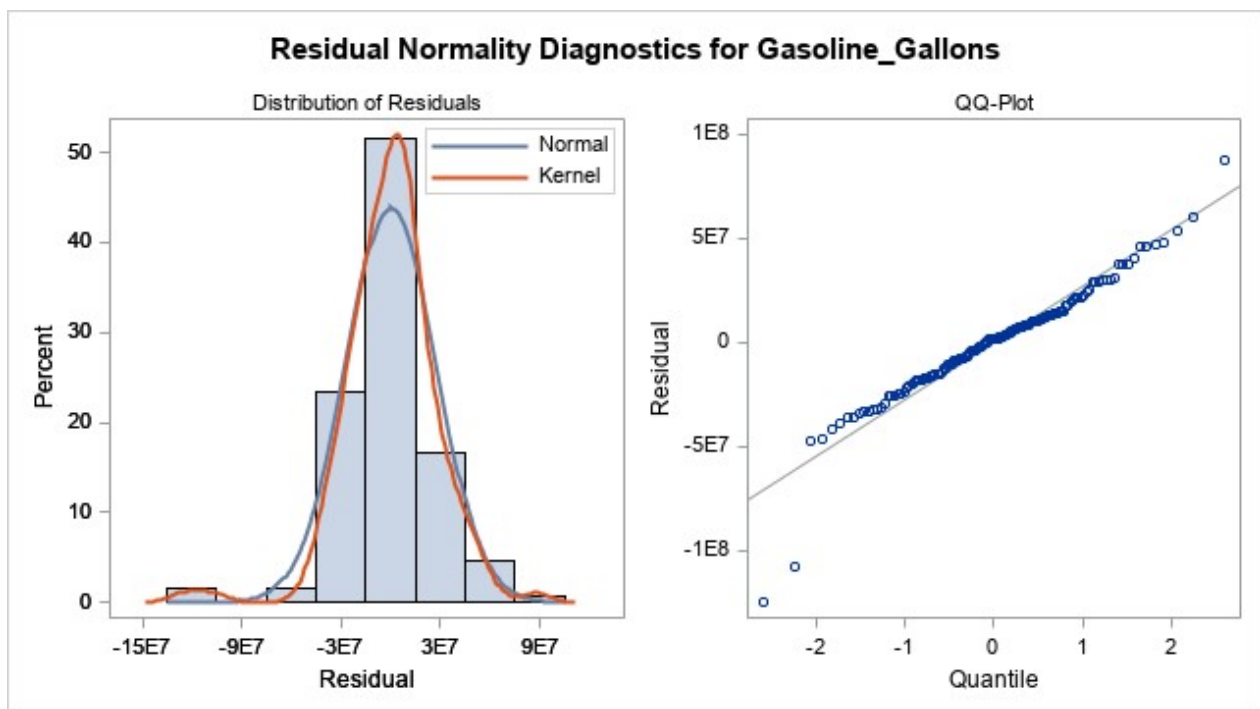 Residual Normality Diagnostics for Gasoline_Gallons
Distribution of Residuals
Percent
50
40
30
20
10
0
Normal
Kernel
-15E7 -9E7 -3E7 3E7 9E7
Residual
QQ-Plot
Residual
1E8
5E7
0
-5E7
-1E8
-2 -1 0 1 2
Quantile